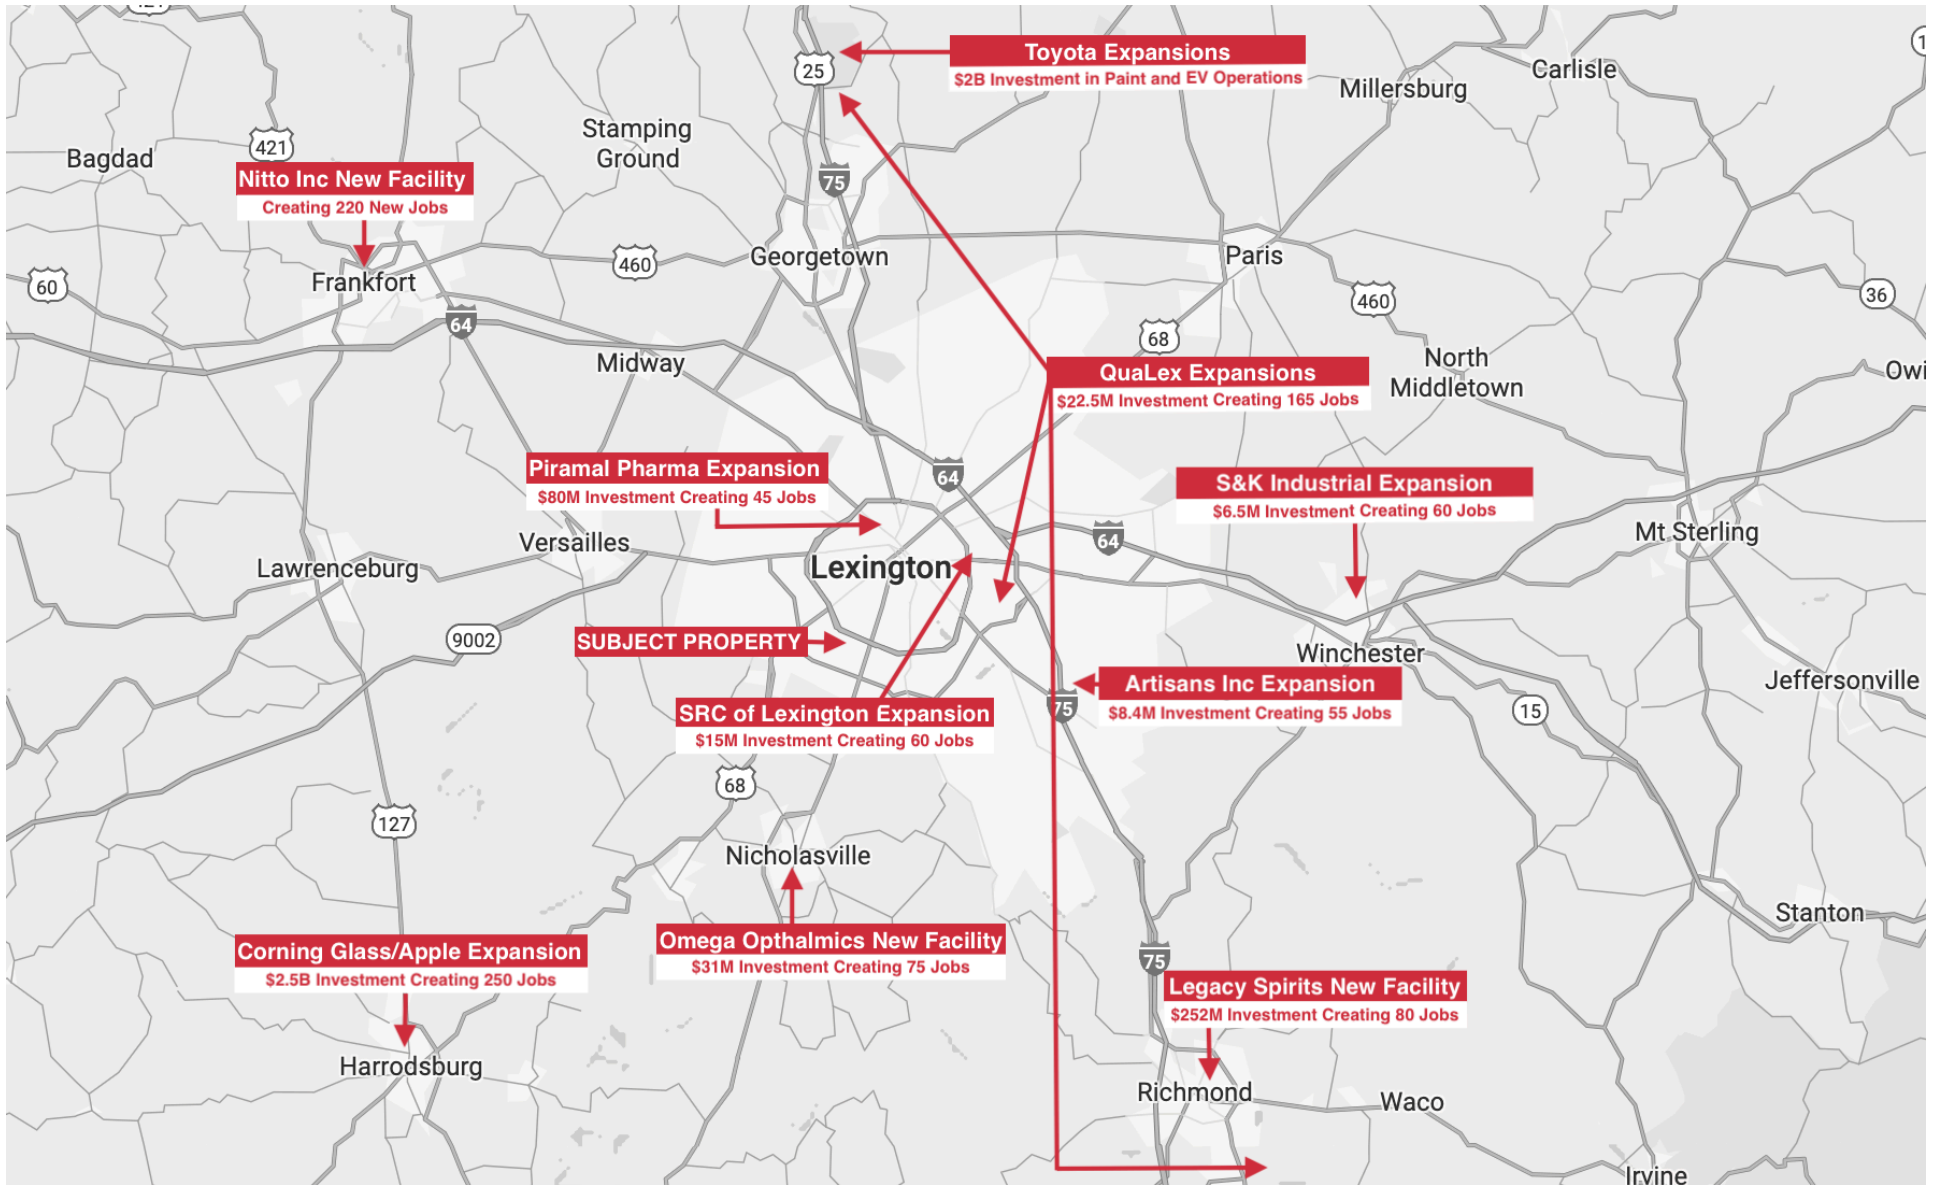 421
Toyota Expansions
$2B Investment in Paint and EV Operations
25
Carlisle
Millersburg
Stamping
Ground
Bagdad
421
Nitto Inc New Facility
Creating 220 New Jobs
75
Georgetown
Paris
460
Frankfort
60
460
36
64
68
Midway
North
Middletown
QuaLex Expansions
$22.5M Investment Creating 165 Jobs
Piramal Pharma Expansion
$80M Investment Creating 45 Jobs
64
S&K Industrial Expansion
$6.5M Investment Creating 60 Jobs
64
Mt Sterling
Versailles
Lawrenceburg
Lexington
9002
SUBJECT PROPERTY
Winchester
Jeffersonville
Artisans Inc Expansion
$8.4M Investment Creating 55 Jobs
75
15
SRC of Lexington Expansion
$15M Investment Creating 60 Jobs
68
127
Nicholasville
Stanton
Omega Opthalmics New Facility
$31M Investment Creating 75 Jobs
Corning Glass/Apple Expansion
$2.5B Investment Creating 250 Jobs
75
Legacy Spirits New Facility
$252M Investment Creating 80 Jobs
Harrodsburg
Richmond
Waco
Irvine